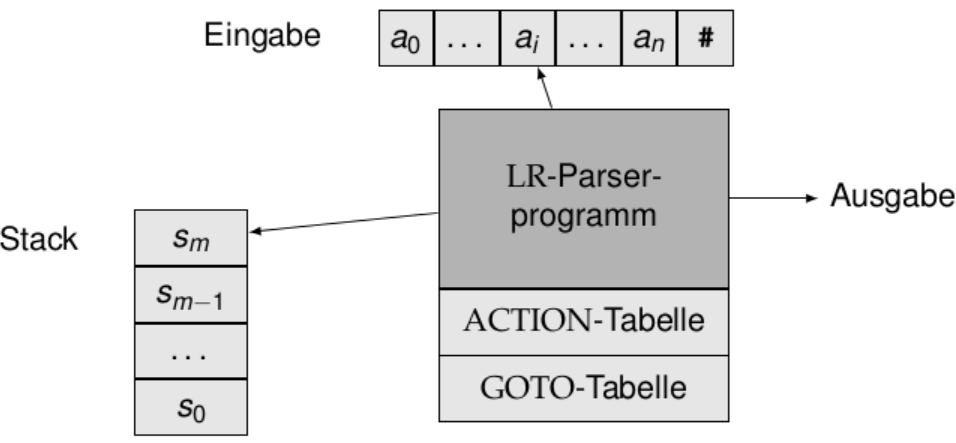 Eingabe
a₀ ... aᵢ ... aₙ #
LR-Parser-
programm
Ausgabe
Stack
sₘ
sₘ₋₁
...
s₀
ACTION-Tabelle
GOTO-Tabelle